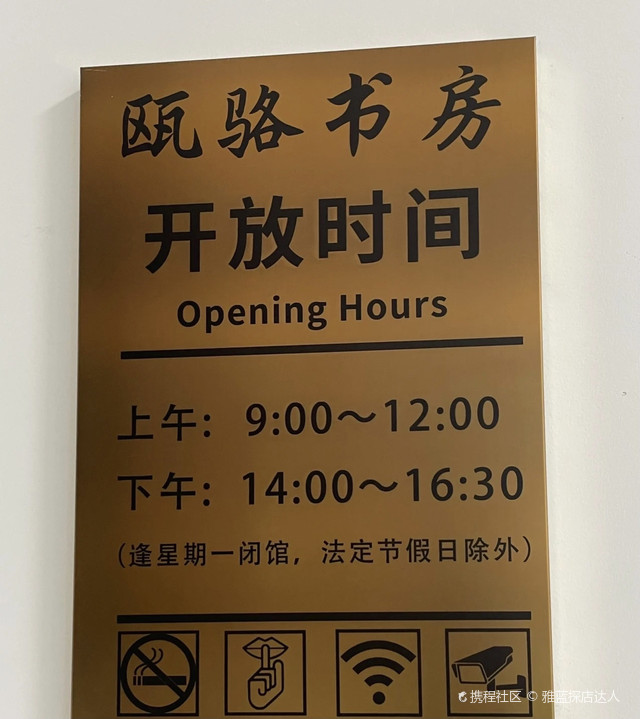 瓯骆书房
开放时间
Opening Hours
上午: 9:00～12:00
下午: 14:00～16:30
(逢星期一闭馆，法定节假日除外)
携程社区 © 雅蓝探店达人